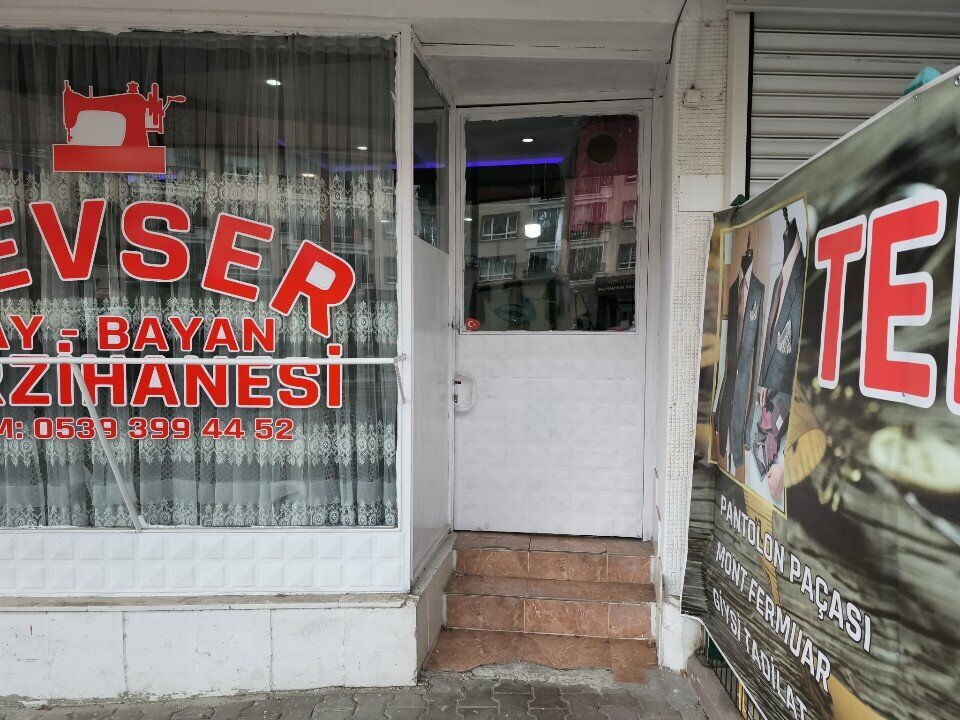 EVSER
AY - BAYAN
RZİHANESİ
M: 0539 399 44 52
TE
PANTOLON PAÇASI
MONT FERMUAR
GİYSİ TADİLAT